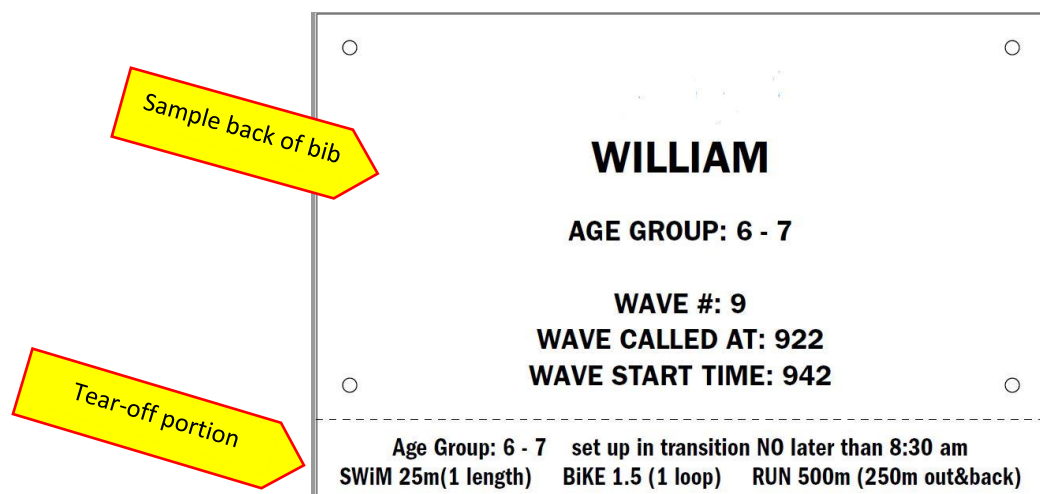 Sample back of bib
WILLIAM
AGE GROUP: 6 - 7
WAVE #: 9
WAVE CALLED AT: 922
WAVE START TIME: 942
Tear-off portion
Age Group: 6 - 7 set up in transition NO later than 8:30 am
SWiM 25m(1 length) BiKE 1.5 (1 loop) RUN 500m (250m out&back)